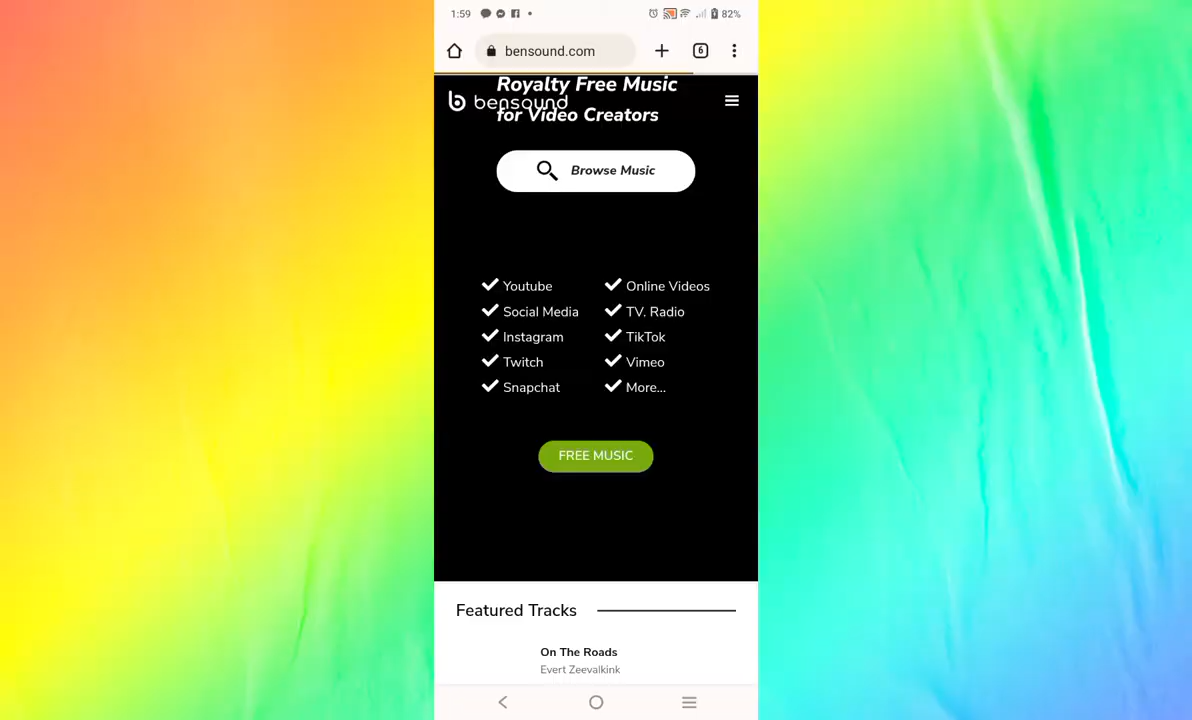 1:59
82%
bensound.com
6
Royalty Free Music
bensound
for Video Creators
Browse Music
Youtube
Online Videos
Social Media
TV. Radio
Instagram
TikTok
Twitch
Vimeo
Snapchat
More...
FREE MUSIC
Featured Tracks
On The Roads
Evert Zeevalkink